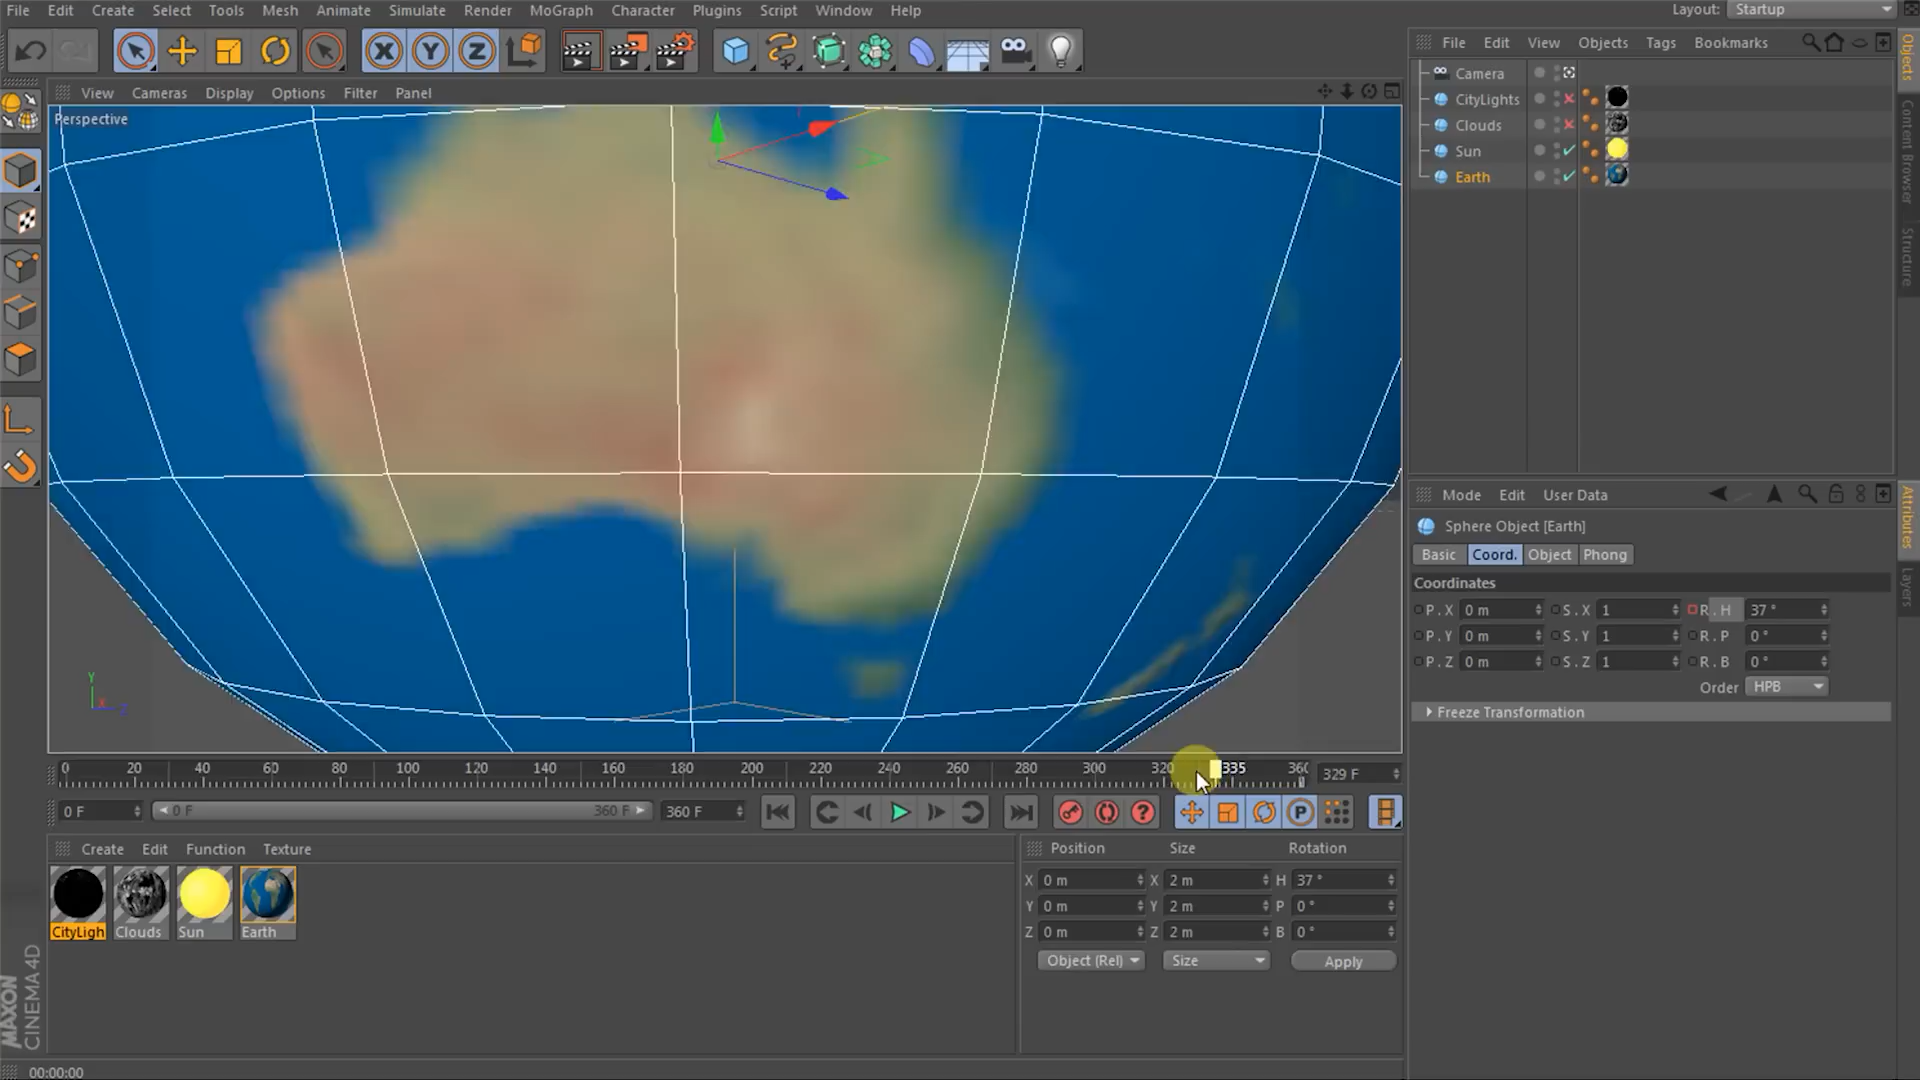 File Edit Create Select Tools Mesh Animate Simulate Render MoGraph Character Plugins Script Window Help
Layout: Startup
X Y Z
File Edit View Objects Tags Bookmarks
View Cameras Display Options Filter Panel
Perspective
Camera
CityLights
Clouds
Sun
Earth
Objects
Content Browser
Structure
Mode Edit User Data
Attributes
Layers
Sphere Object [Earth]
Basic Coord. Object Phong
Coordinates
P.X 0 m S.X 1 R.H 37 °
P.Y 0 m S.Y 1 R.P 0 °
P.Z 0 m S.Z 1 R.B 0 °
Order HPB
Freeze Transformation
Y
X
Z
0 20 40 60 80 100 120 140 160 180 200 220 240 260 280 300 320 335 360 329 F
0 F 0 F 360 F 360 F
? P
Create Edit Function Texture
CityLigh Clouds Sun Earth
Position Size Rotation
X 0 m X 2 m H 37 °
Y 0 m Y 2 m P 0 °
Z 0 m Z 2 m B 0 °
Object (Rel) Size Apply
MAXON
CINEMA 4D
00:00:00